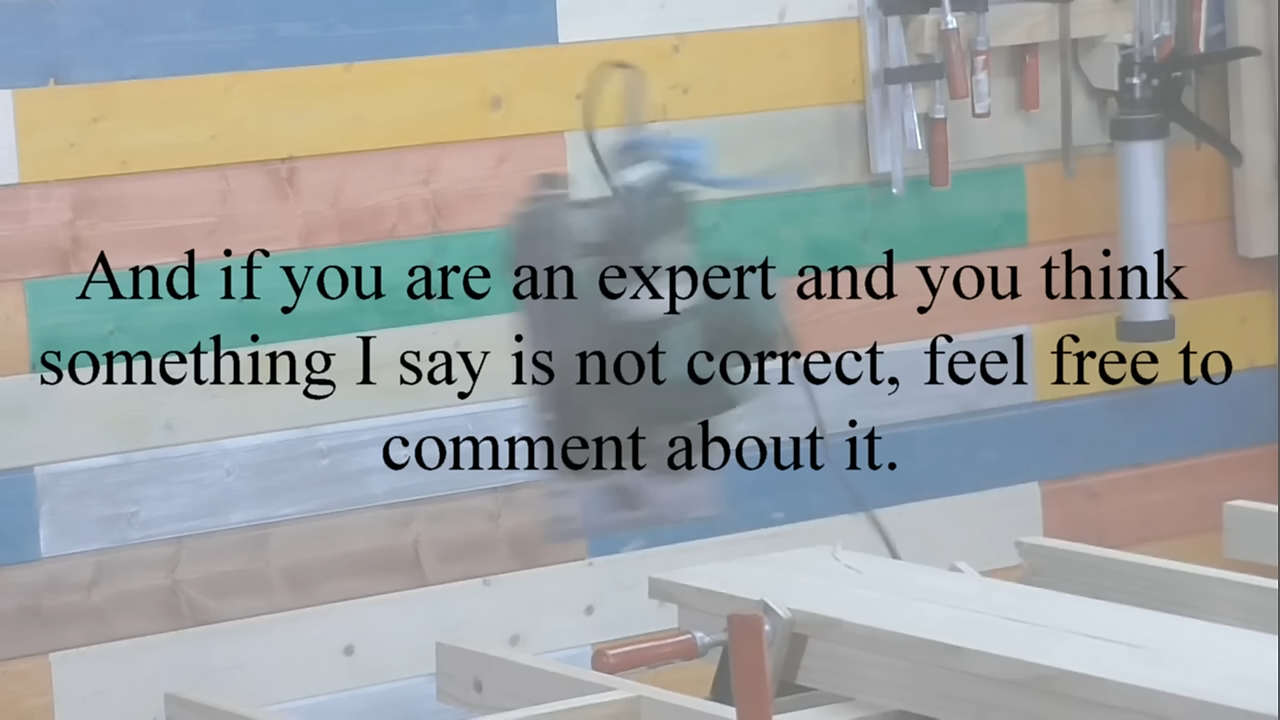 And if you are an expert and you think
something I say is not correct, feel free to
comment about it.